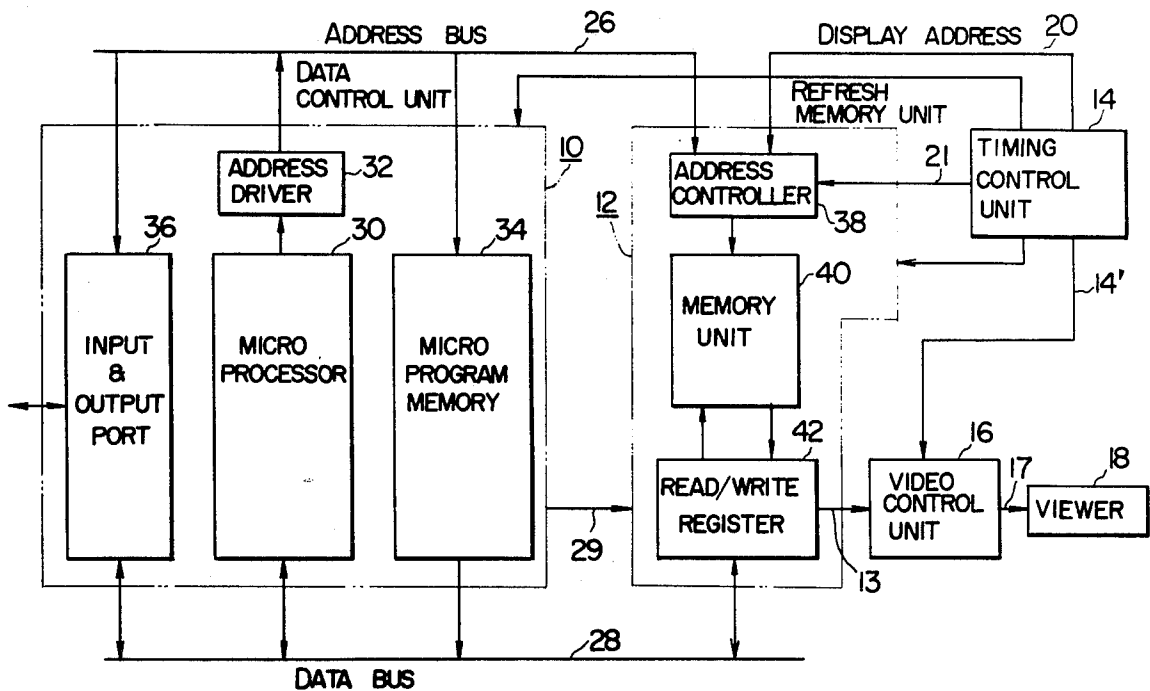 ADDRESS BUS
26
DISPLAY ADDRESS
20
DATA
CONTROL UNIT
REFRESH
MEMORY UNIT
14
TIMING
CONTROL
UNIT
10
ADDRESS
DRIVER
32
ADDRESS
CONTROLLER
21
12
38
36
30
34
40
14'
INPUT
&
OUTPUT
PORT
MICRO
PROCESSOR
MICRO
PROGRAM
MEMORY
MEMORY
UNIT
42
16
17
18
READ/WRITE
REGISTER
VIDEO
CONTROL
UNIT
VIEWER
29
13
28
DATA BUS